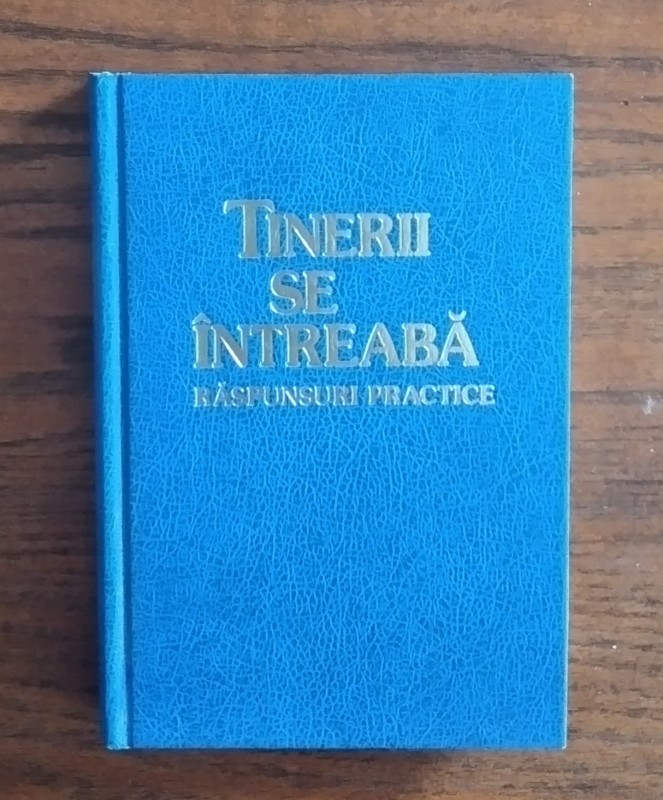 TINERII
SE
ÎNTREABĂ
RĂSPUNSURI PRACTICE